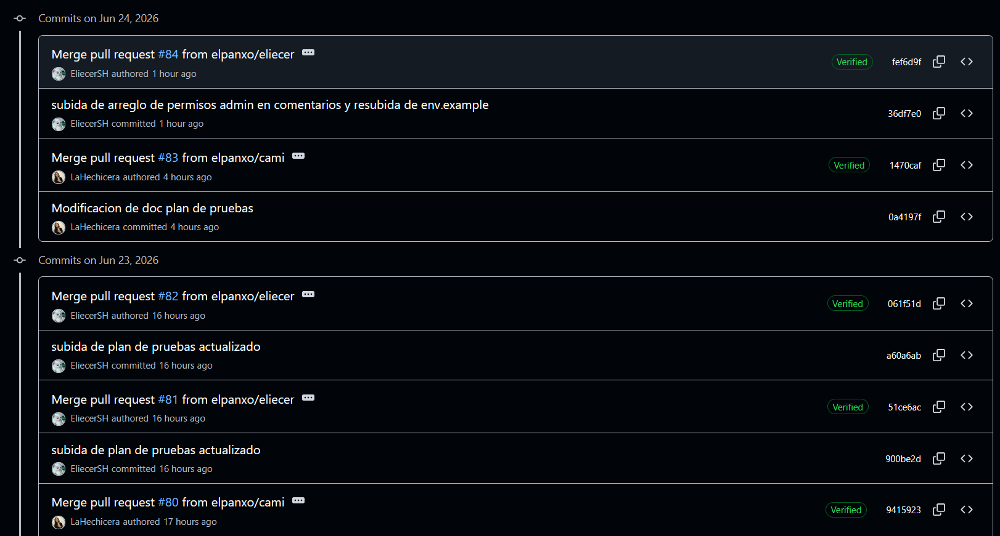 Commits on Jun 24, 2026
Merge pull request #84 from elpanxo/eliecer
EliecerSH authored 1 hour ago
Verified
fef6d9f
subida de arreglo de permisos admin en comentarios y resubida de env.example
EliecerSH committed 1 hour ago
36df7e0
Merge pull request #83 from elpanxo/cami
LaHechicera authored 4 hours ago
Verified
1470caf
Modificacion de doc plan de pruebas
LaHechicera committed 4 hours ago
0a4197f
Commits on Jun 23, 2026
Merge pull request #82 from elpanxo/eliecer
EliecerSH authored 16 hours ago
Verified
061f51d
subida de plan de pruebas actualizado
EliecerSH committed 16 hours ago
a60a6ab
Merge pull request #81 from elpanxo/eliecer
EliecerSH authored 16 hours ago
Verified
51ce6ac
subida de plan de pruebas actualizado
EliecerSH committed 16 hours ago
900be2d
Merge pull request #80 from elpanxo/cami
LaHechicera authored 17 hours ago
Verified
9415923